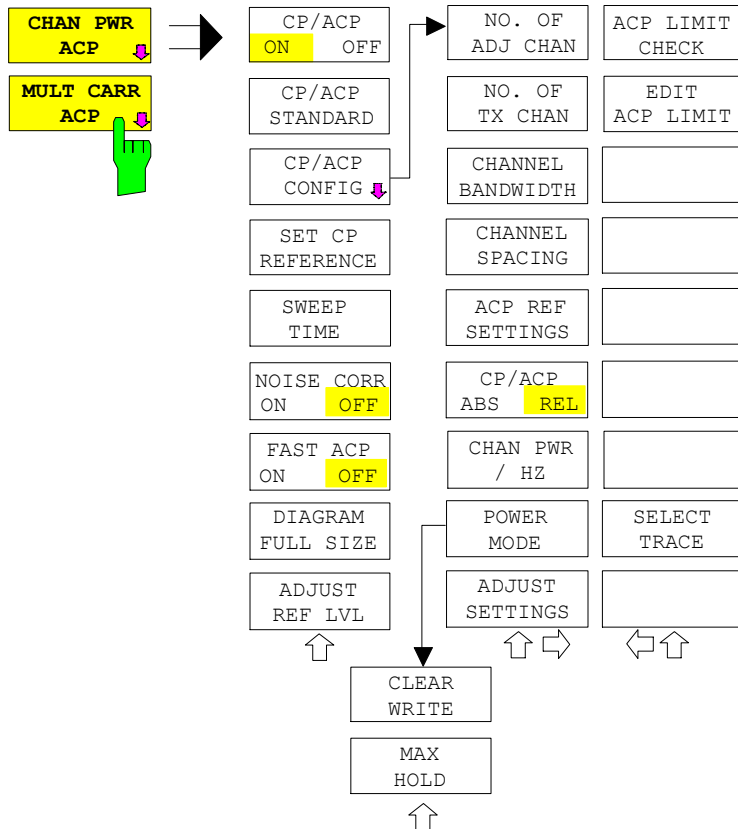 CHAN PWR
ACP
MULT CARR
ACP
CP/ACP
ON OFF
CP/ACP
STANDARD
CP/ACP
CONFIG
SET CP
REFERENCE
SWEEP
TIME
NOISE CORR
ON OFF
FAST ACP
ON OFF
DIAGRAM
FULL SIZE
ADJUST
REF LVL
NO. OF
ADJ CHAN
NO. OF
TX CHAN
CHANNEL
BANDWIDTH
CHANNEL
SPACING
ACP REF
SETTINGS
CP/ACP
ABS REL
CHAN PWR
/ HZ
POWER
MODE
ADJUST
SETTINGS
ACP LIMIT
CHECK
EDIT
ACP LIMIT
SELECT
TRACE
CLEAR
WRITE
MAX
HOLD